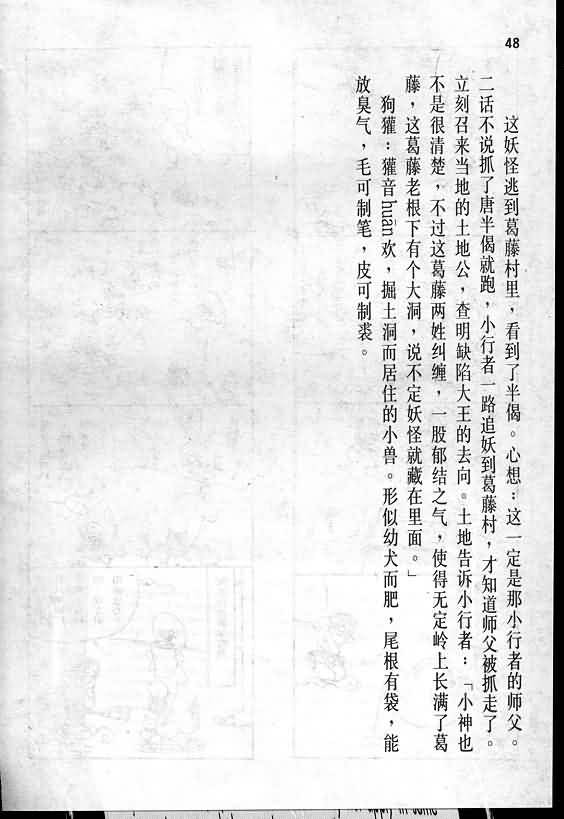 48
这妖怪逃到葛藤村里，看到了半偈。心想：这一定是那小行者的师父。
二话不说抓了唐半偈就跑，小行者一路追妖到葛藤村，才知道师父被抓走了。
立刻召来当地的土地公，查明缺陷大王的去向。土地告诉小行者：「小神也
不是很清楚，不过这葛藤两姓纠缠，一股郁结之气，使得无定岭上长满了葛
藤，这葛藤老根下有个大洞，说不定妖怪就藏在里面。」
狗獾：獾音huān欢，掘土洞而居住的小兽。形似幼犬而肥，尾根有袋，能
放臭气，毛可制笔，皮可制裘。